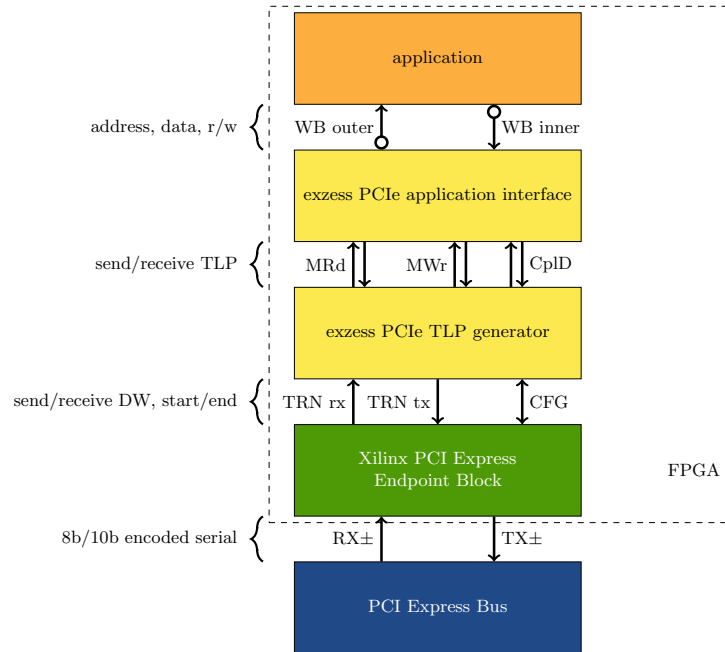 application
address, data, r/w
WB outer
WB inner
exzess PCIe application interface
send/receive TLP
MRd
MWr
CplD
exzess PCIe TLP generator
send/receive DW, start/end
TRN rx
TRN tx
CFG
Xilinx PCI Express
Endpoint Block
FPGA
8b/10b encoded serial
RX±
TX±
PCI Express Bus